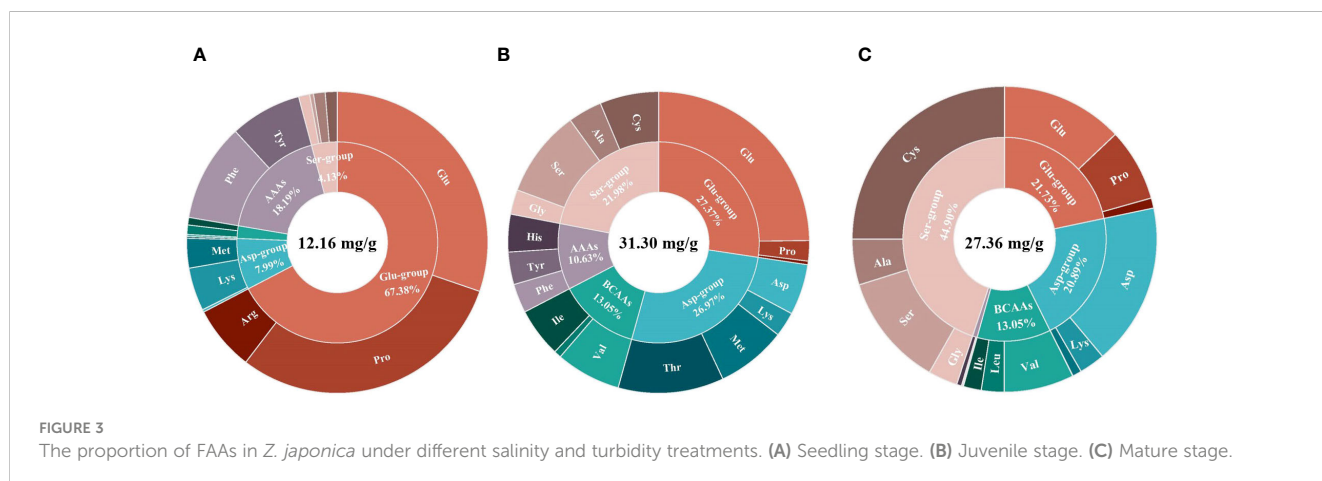 A
B
C
Glu
Pro
Arg
Lys
Met
Phe
Tyr
Glu-group
67.38%
Asp-group
7.99%
AAAs
18.19%
Ser-group
4.13%
12.16 mg/g
Glu
Pro
Asp
Lys
Met
Thr
Val
Ile
Phe
Tyr
His
Gly
Ser
Ala
Cys
Glu-group
27.37%
Asp-group
26.97%
BCAAs
13.05%
AAAs
10.63%
Ser-group
21.98%
31.30 mg/g
Glu
Pro
Asp
Lys
Val
Leu
Ile
Gly
Ser
Ala
Cys
Glu-group
21.73%
Asp-group
20.89%
BCAAs
13.05%
Ser-group
44.90%
27.36 mg/g
FIGURE 3
The proportion of FAAs in Z. japonica under different salinity and turbidity treatments. (A) Seedling stage. (B) Juvenile stage. (C) Mature stage.